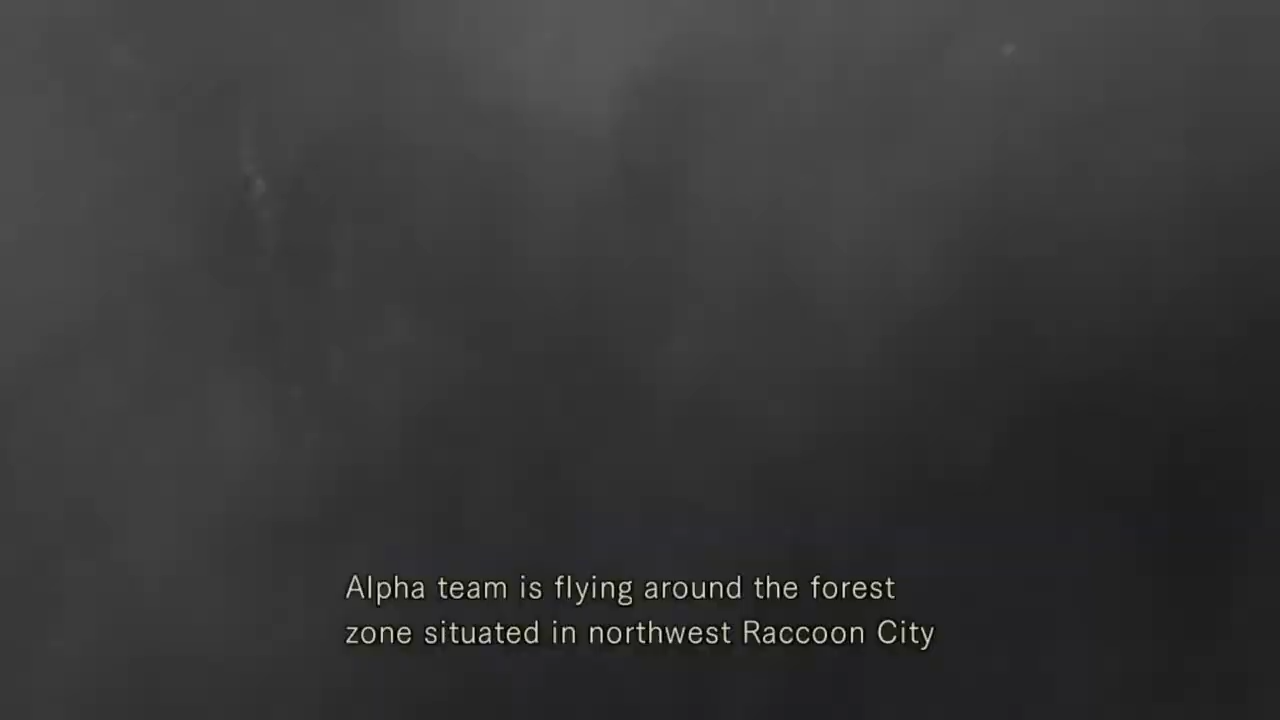 Alpha team is flying around the forest
zone situated in northwest Raccoon City